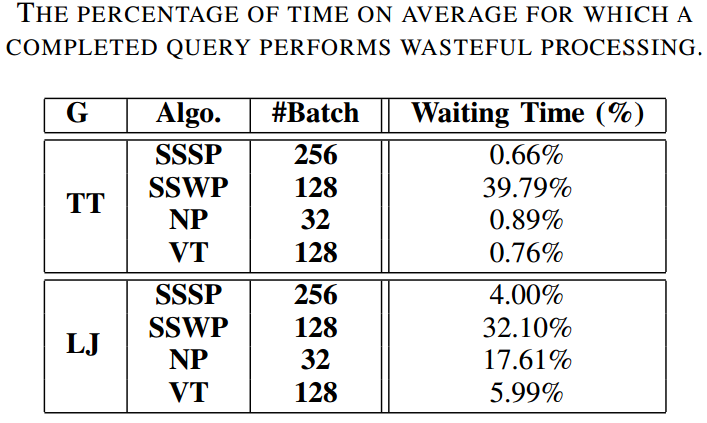 THE PERCENTAGE OF TIME ON AVERAGE FOR WHICH A
COMPLETED QUERY PERFORMS WASTEFUL PROCESSING.
G Algo. #Batch Waiting Time (%)
TT
SSSP 256 0.66%
SSWP 128 39.79%
NP 32 0.89%
VT 128 0.76%
LJ
SSSP 256 4.00%
SSWP 128 32.10%
NP 32 17.61%
VT 128 5.99%